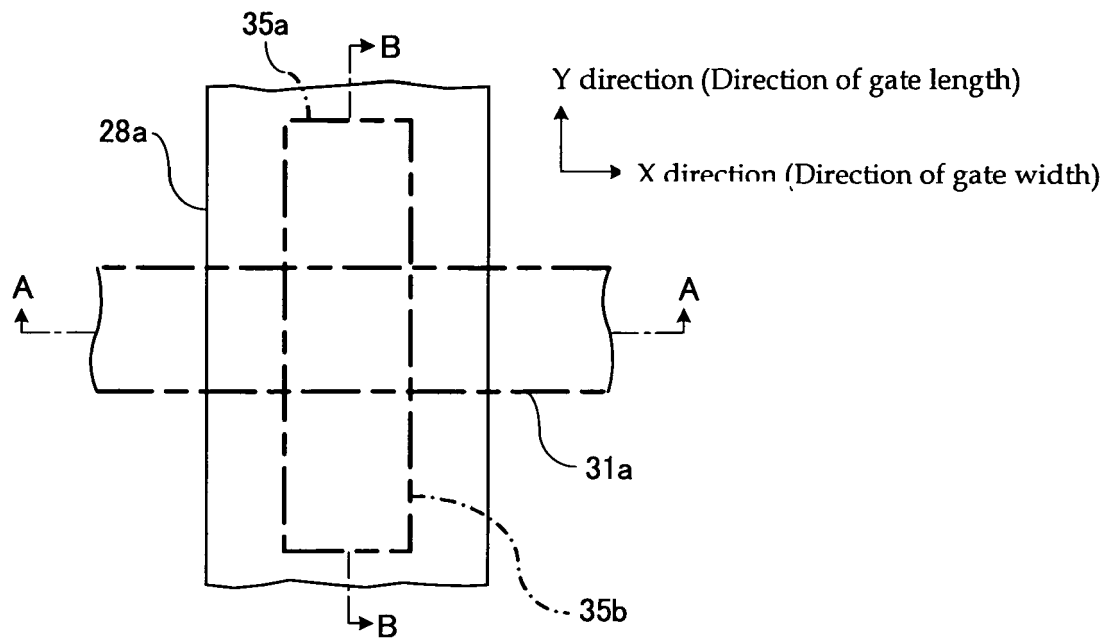 35a
B
Y direction (Direction of gate length)
28a
X direction (Direction of gate width)
A
A
31a
35b
B